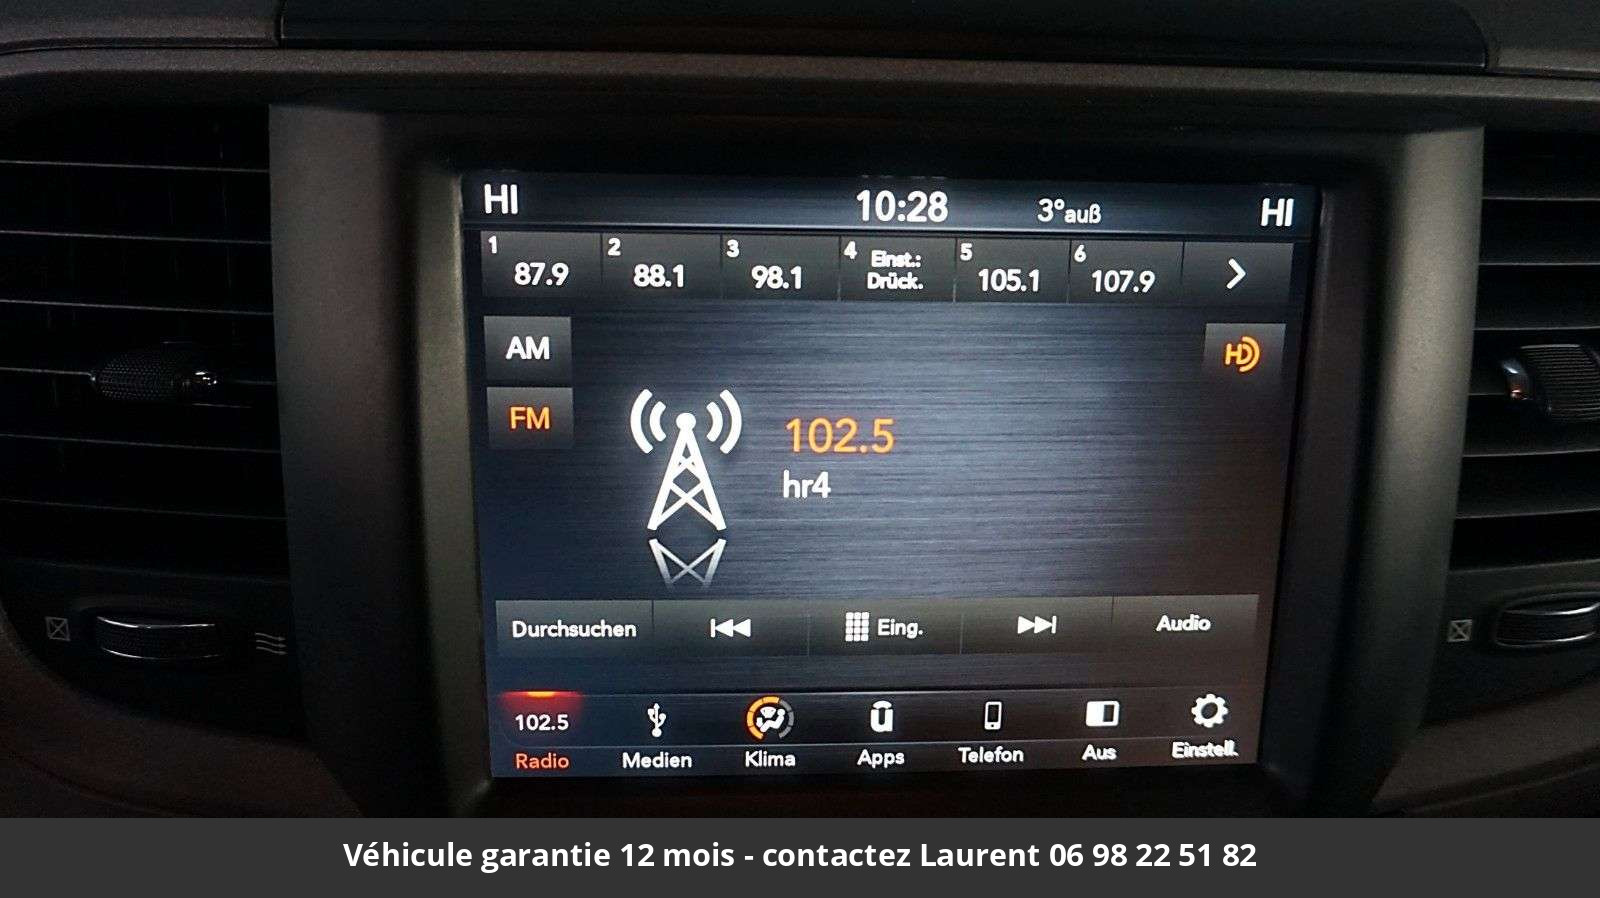 HI 10:28 3°auß HI
1 87.9 2 88.1 3 98.1 4 Einst.: Drück. 5 105.1 6 107.9
AM
HD
FM
102.5
hr4
Durchsuchen Eing. Audio
102.5
Radio Medien Klima Apps Telefon Aus Einstell.
Véhicule garantie 12 mois - contactez Laurent 06 98 22 51 82